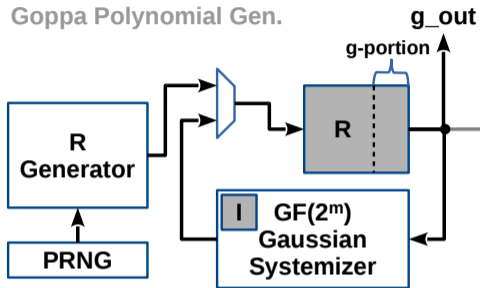 Goppa Polynomial Gen.
g_out
g-portion
R
Generator
R
I
GF(2ᵐ)
Gaussian
Systemizer
PRNG